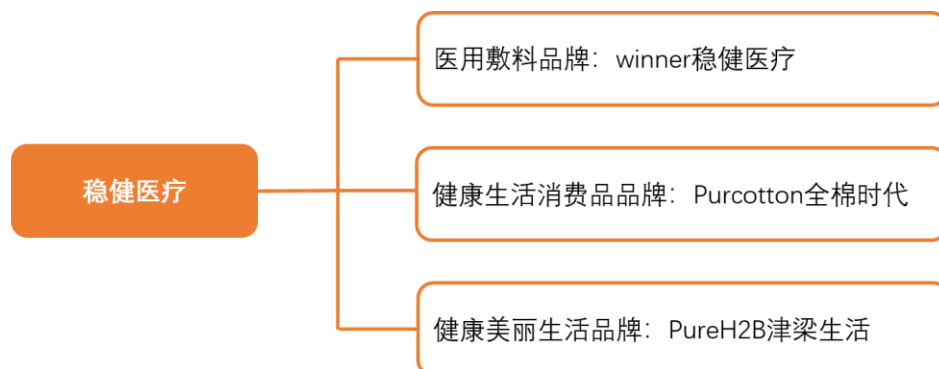 医用敷料品牌：winner稳健医疗
稳健医疗
健康生活消费品品牌：Purcotton全棉时代
健康美丽生活品牌：PureH2B津梁生活